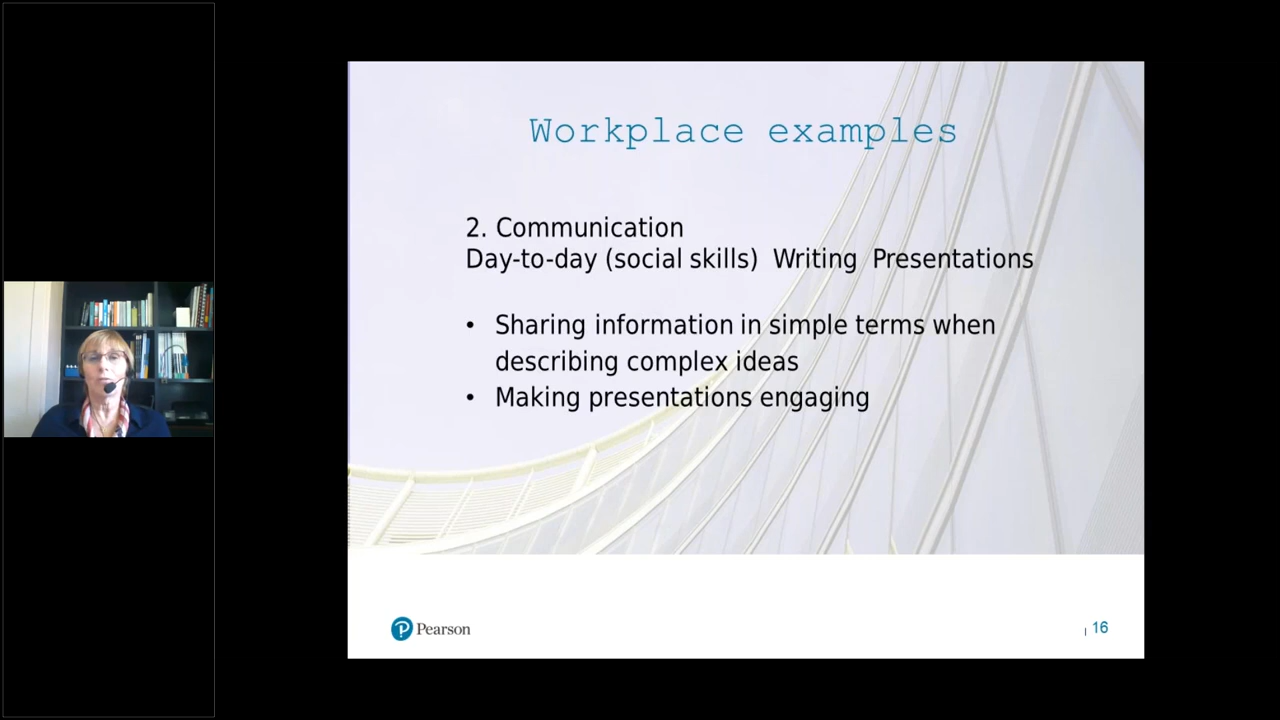 Workplace examples
2. Communication
Day-to-day (social skills)  Writing  Presentations
• Sharing information in simple terms when
describing complex ideas
• Making presentations engaging
Pearson
| 16